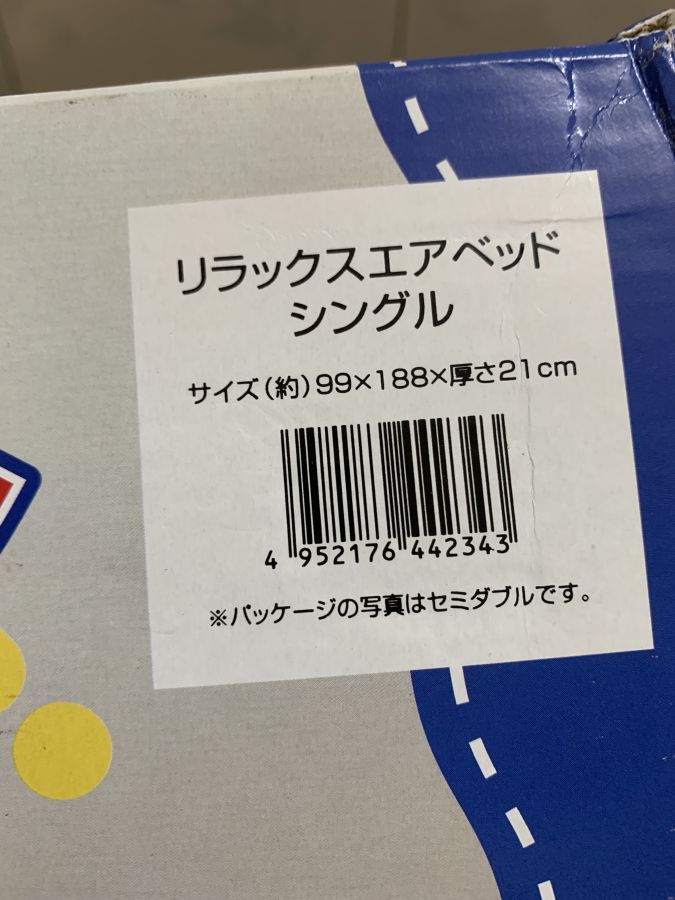 リラックスエアベッド
シングル
サイズ(約)99×188×厚さ21cm
4 952176 442343
※パッケージの写真はセミダブルです。